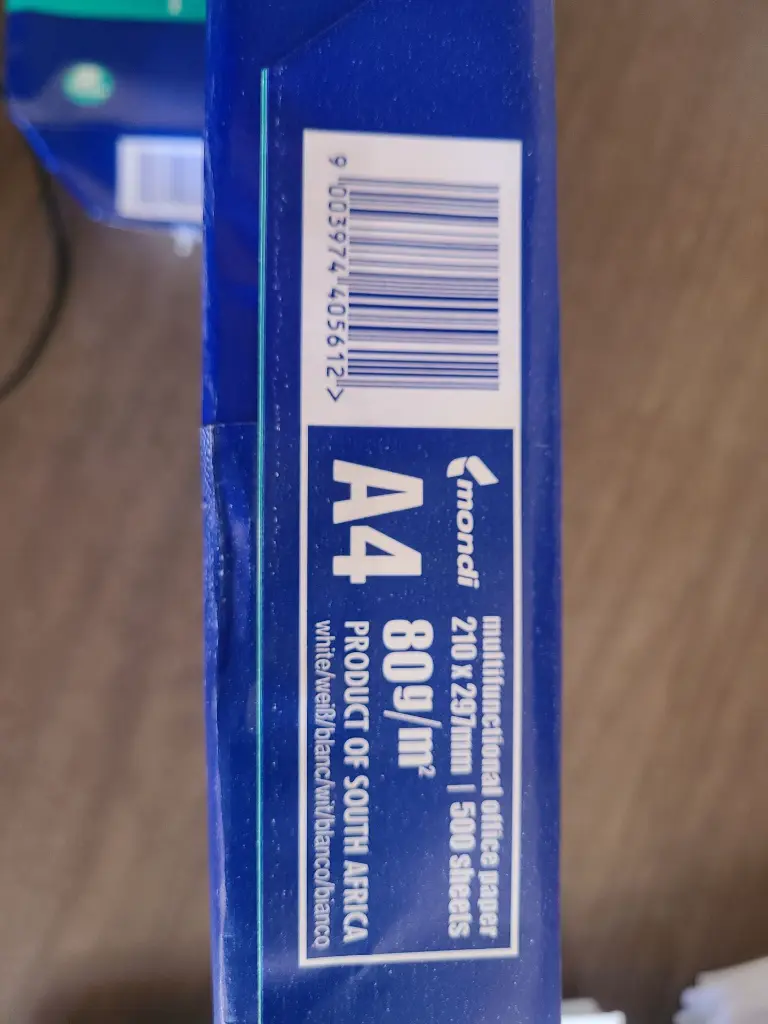 9 003974 405612 >
mondi
A4
multifunctional office paper
210 x 297mm | 500 sheets
80g/m²
PRODUCT OF SOUTH AFRICA
white/weiß/blanc/wit/blanco/bianco